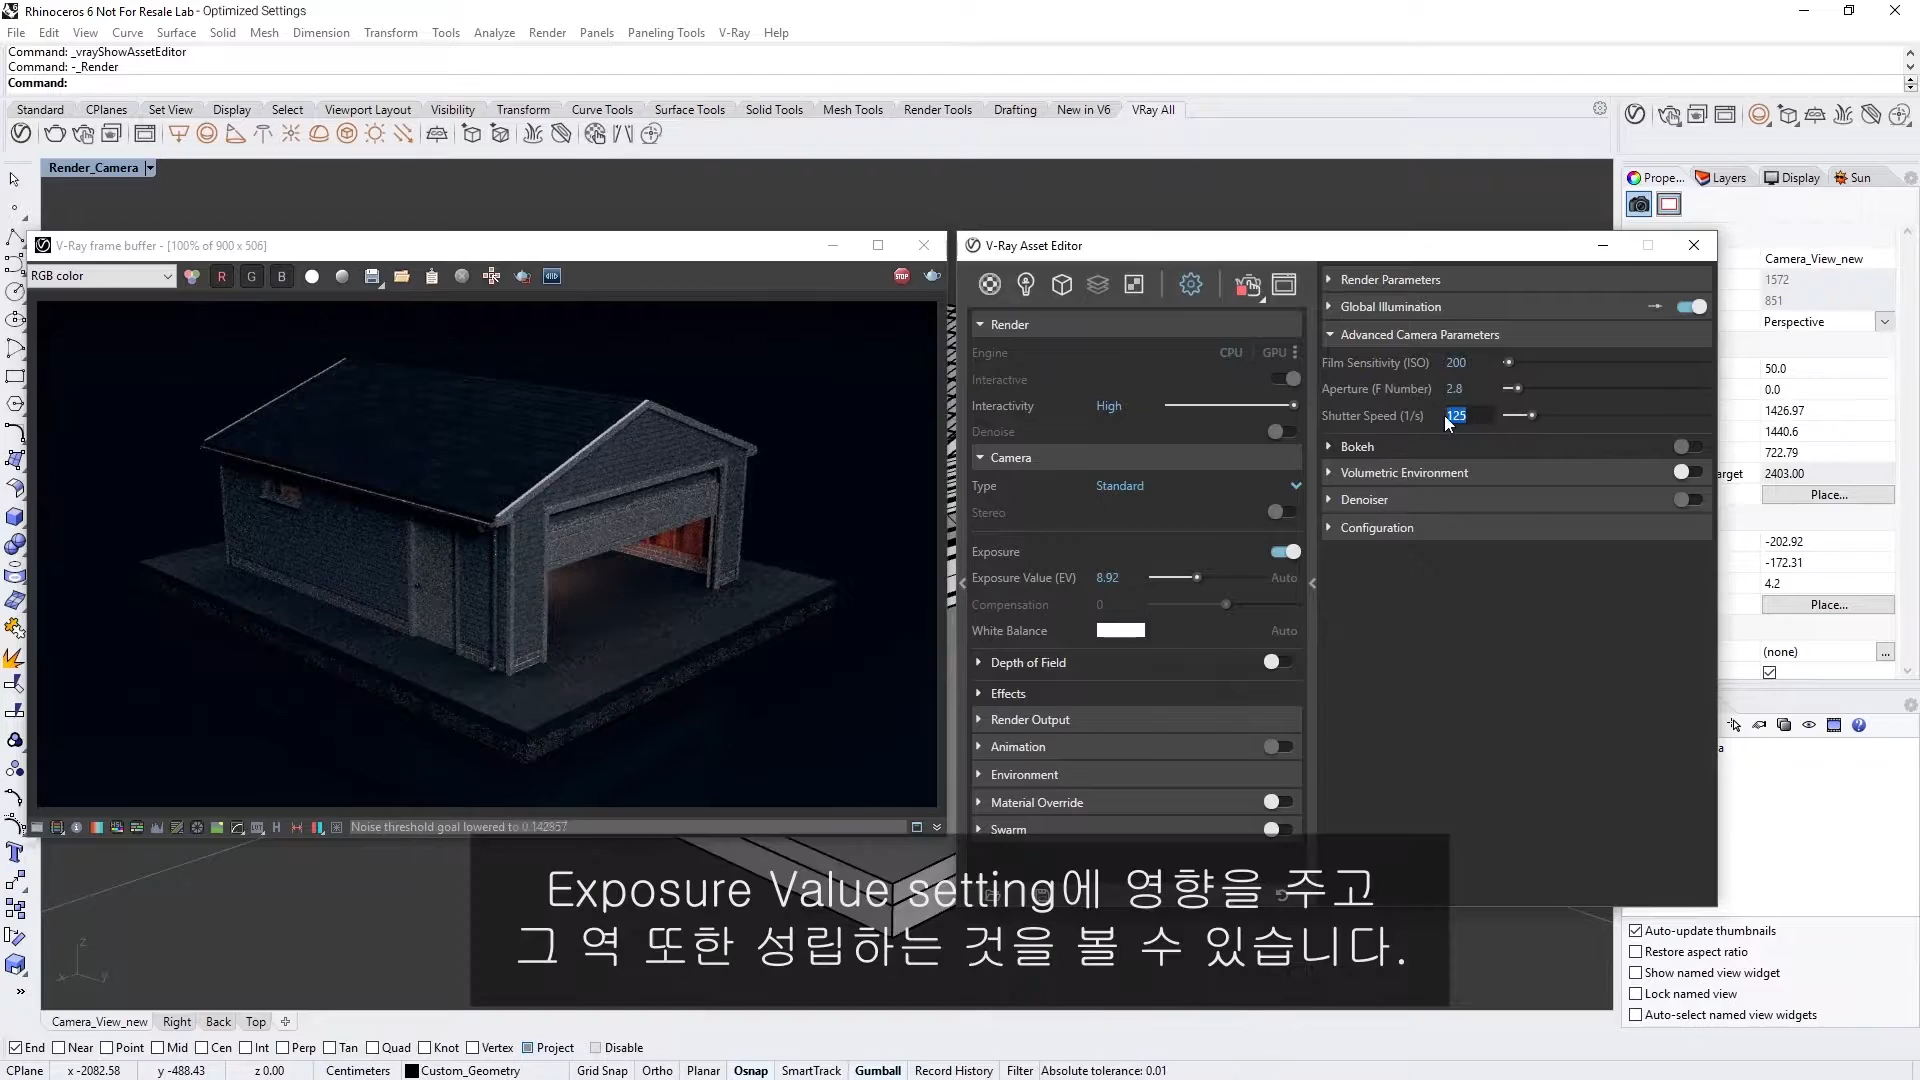 Rhinoceros 6 Not For Resale Lab - Optimized Settings
File Edit View Curve Surface Solid Mesh Dimension Transform Tools Analyze Render Panels Paneling Tools V-Ray Help
Command: _vrayShowAssetEditor
Command: -_Render
Command:
Standard CPlanes Set View Display Select Viewport Layout Visibility Transform Curve Tools Surface Tools Solid Tools Mesh Tools Render Tools Drafting New in V6 VRay All
Render_Camera
Prope... Layers Display Sun
V-Ray frame buffer - [100% of 900 x 506]
RGB color R G B STOP
V-Ray Asset Editor
Render
Engine CPU GPU
Interactive
Interactivity High
Denoise
Camera
Type Standard
Stereo
Exposure
Exposure Value (EV) 8.92 Auto
Compensation 0
White Balance Auto
Depth of Field
Effects
Render Output
Animation
Environment
Material Override
Swarm
Render Parameters
Global Illumination
Advanced Camera Parameters
Film Sensitivity (ISO) 200
Aperture (F Number) 2.8
Shutter Speed (1/s) 125
Bokeh
Volumetric Environment
Denoiser
Configuration
Camera_View_new
1572
851
Perspective
50.0
0.0
1426.97
1440.6
722.79
arget 2403.00
Place...
-202.92
-172.31
4.2
Place...
(none) ...
a
Noise threshold goal lowered to 0.142857
Exposure Value setting에 영향을 주고
그 역 또한 성립하는 것을 볼 수 있습니다.
Auto-update thumbnails
Restore aspect ratio
Show named view widget
Lock named view
Auto-select named view widgets
z
x y
Camera_View_new Right Back Top
End Near Point Mid Cen Int Perp Tan Quad Knot Vertex Project Disable
CPlane x -2082.58 y -488.43 z 0.00 Centimeters Custom_Geometry Grid Snap Ortho Planar Osnap SmartTrack Gumball Record History Filter Absolute tolerance: 0.01